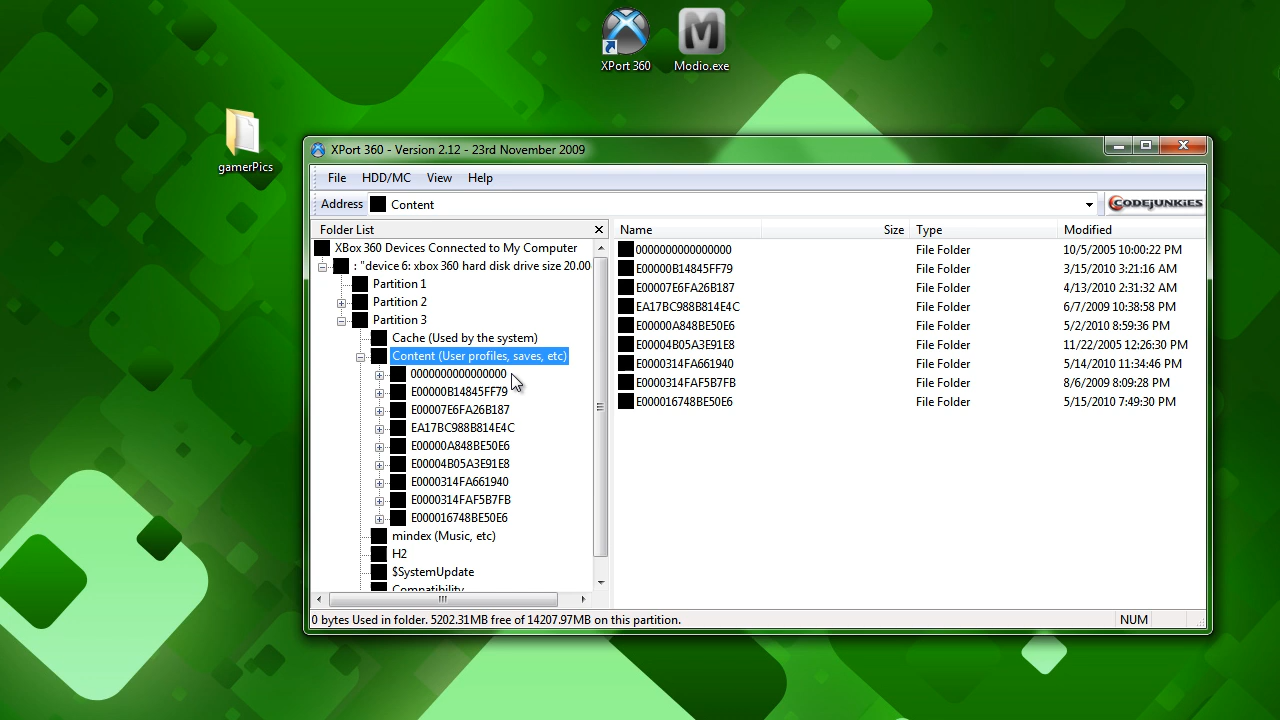 XPort 360
Modio.exe
gamerPics
XPort 360 - Version 2.12 - 23rd November 2009
File HDD/MC View Help
Address Content CODEJUNKIES
Folder List
XBox 360 Devices Connected to My Computer
: "device 6: xbox 360 hard disk drive size 20.00
Partition 1
Partition 2
Partition 3
Cache (Used by the system)
Content (User profiles, saves, etc)
0000000000000000
E00000B14845FF79
E00007E6FA26B187
EA17BC988B814E4C
E00000A848BE50E6
E00004B05A3E91E8
E0000314FA661940
E0000314FAF5B7FB
E000016748BE50E6
mindex (Music, etc)
H2
$SystemUpdate
Compatibility
Name Size Type Modified
0000000000000000 File Folder 10/5/2005 10:00:22 PM
E00000B14845FF79 File Folder 3/15/2010 3:21:16 AM
E00007E6FA26B187 File Folder 4/13/2010 2:31:32 AM
EA17BC988B814E4C File Folder 6/7/2009 10:38:58 PM
E00000A848BE50E6 File Folder 5/2/2010 8:59:36 PM
E00004B05A3E91E8 File Folder 11/22/2005 12:26:30 PM
E0000314FA661940 File Folder 5/14/2010 11:34:46 PM
E0000314FAF5B7FB File Folder 8/6/2009 8:09:28 PM
E000016748BE50E6 File Folder 5/15/2010 7:49:30 PM
0 bytes Used in folder. 5202.31MB free of 14207.97MB on this partition. NUM